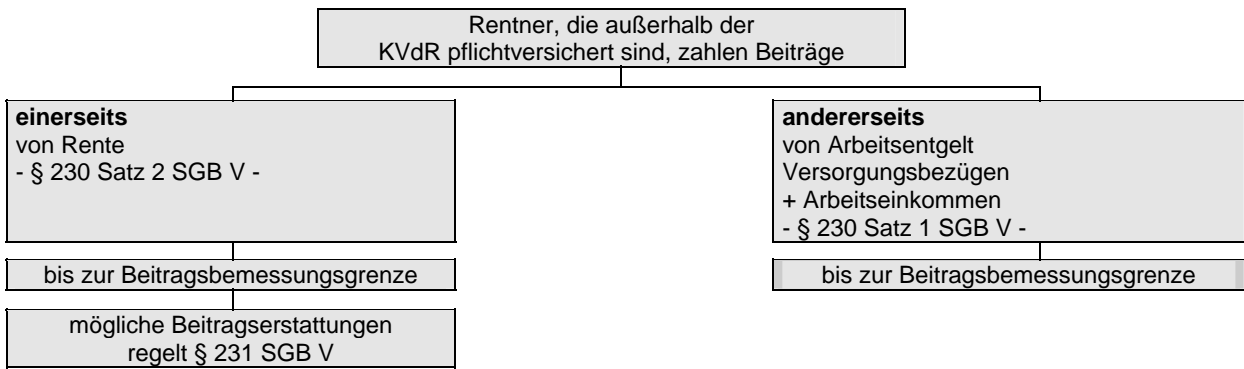 Rentner, die außerhalb der
KVdR pflichtversichert sind, zahlen Beiträge
einerseits
von Rente
- § 230 Satz 2 SGB V -
andererseits
von Arbeitsentgelt
Versorgungsbezügen
+ Arbeitseinkommen
- § 230 Satz 1 SGB V -
bis zur Beitragsbemessungsgrenze
bis zur Beitragsbemessungsgrenze
mögliche Beitragserstattungen
regelt § 231 SGB V